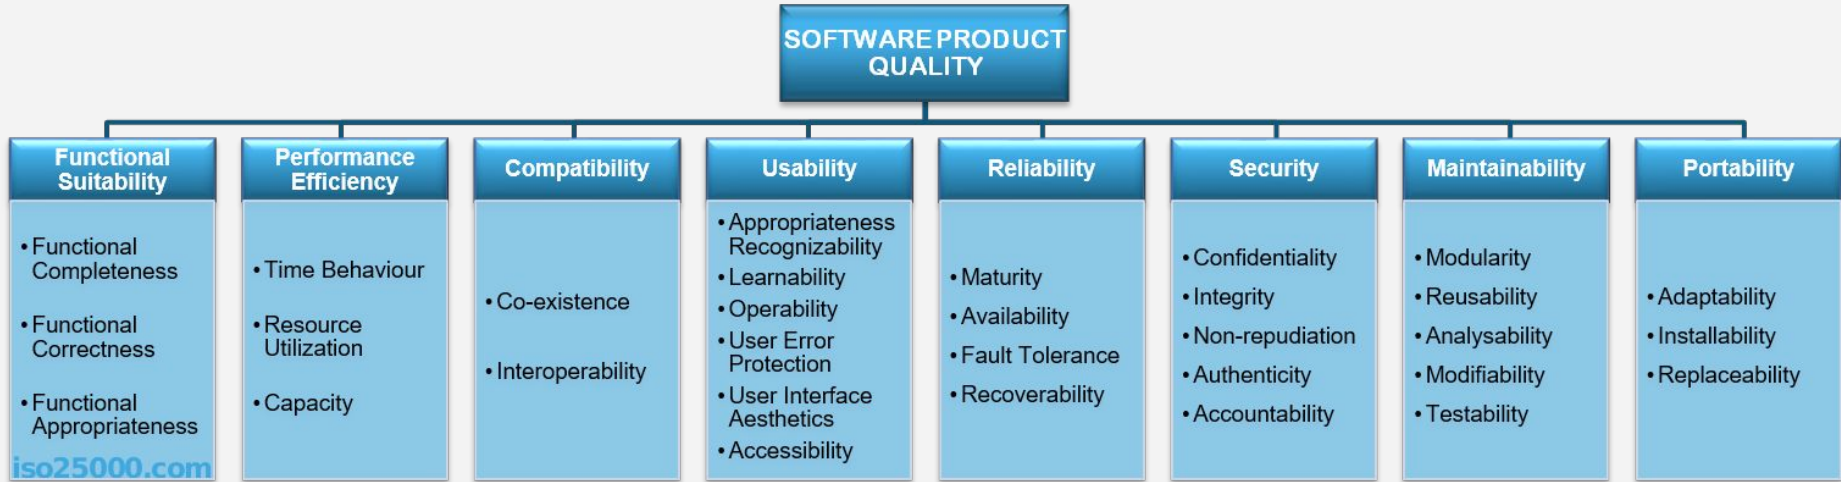 SOFTWARE PRODUCT
QUALITY
Functional
Suitability
• Functional
Completeness
• Functional
Correctness
• Functional
Appropriateness
Performance
Efficiency
• Time Behaviour
• Resource
Utilization
• Capacity
Compatibility
• Co-existence
• Interoperability
Usability
• Appropriateness
Recognizability
• Learnability
• Operability
• User Error
Protection
• User Interface
Aesthetics
• Accessibility
Reliability
• Maturity
• Availability
• Fault Tolerance
• Recoverability
Security
• Confidentiality
• Integrity
• Non-repudiation
• Authenticity
• Accountability
Maintainability
• Modularity
• Reusability
• Analysability
• Modifiability
• Testability
Portability
• Adaptability
• Installability
• Replaceability
iso25000.com